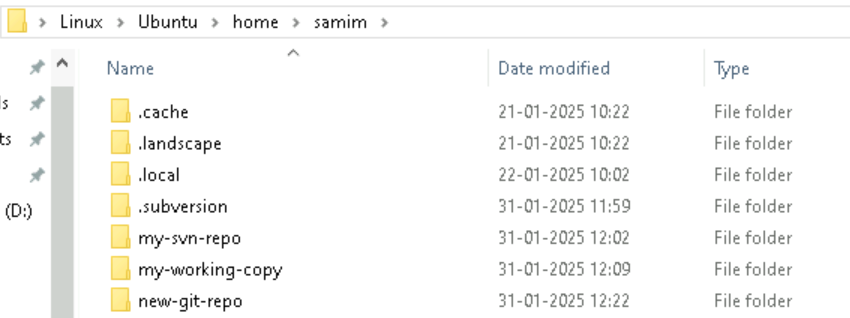 Linux > Ubuntu > home > samim >
Name Date modified Type
.cache 21-01-2025 10:22 File folder
.landscape 21-01-2025 10:22 File folder
.local 22-01-2025 10:02 File folder
.subversion 31-01-2025 11:59 File folder
my-svn-repo 31-01-2025 12:02 File folder
my-working-copy 31-01-2025 12:09 File folder
new-git-repo 31-01-2025 12:22 File folder
ls
ts
(D:)